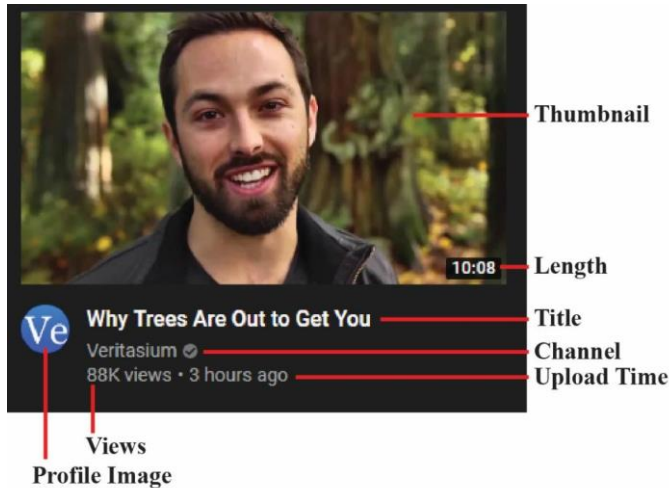 Thumbnail
10:08
Length
Ve
Why Trees Are Out to Get You
Title
Veritasium
Channel
88K views • 3 hours ago
Upload Time
Views
Profile Image